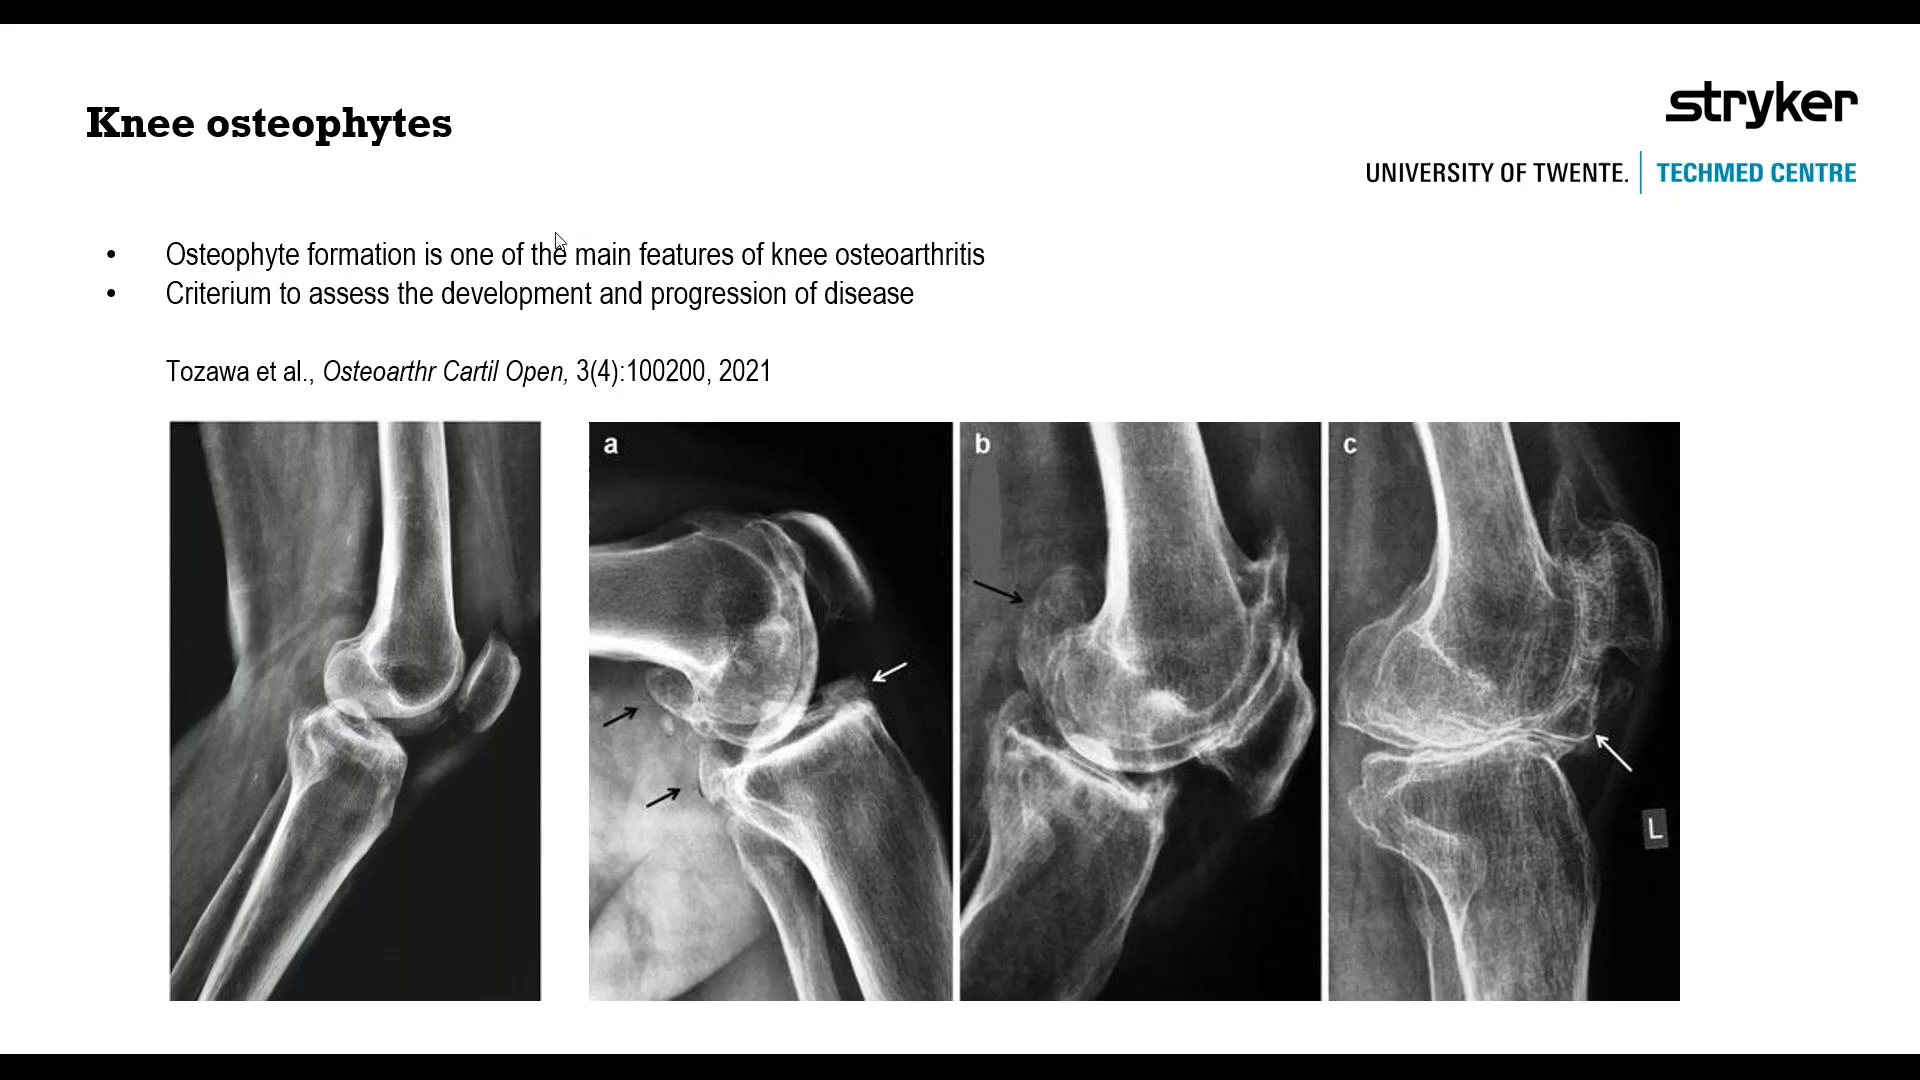 Knee osteophytes
stryker
UNIVERSITY OF TWENTE. | TECHMED CENTRE
• Osteophyte formation is one of the main features of knee osteoarthritis
• Criterium to assess the development and progression of disease
Tozawa et al., Osteoarthr Cartil Open, 3(4):100200, 2021
a
b
c
L